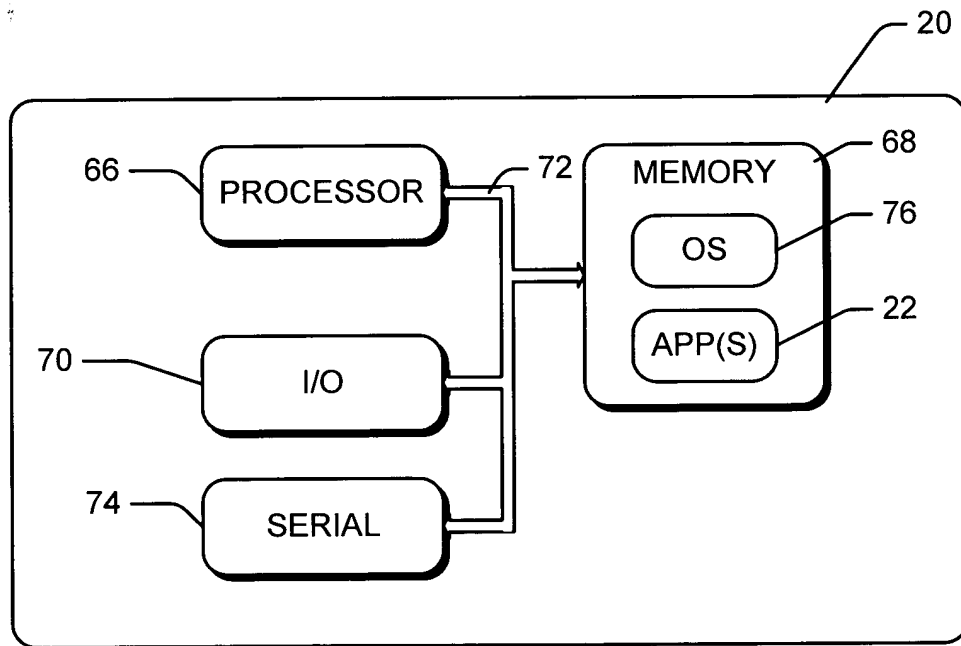 20
66
PROCESSOR
72
MEMORY
68
OS
76
APP(S)
22
70
I/O
74
SERIAL